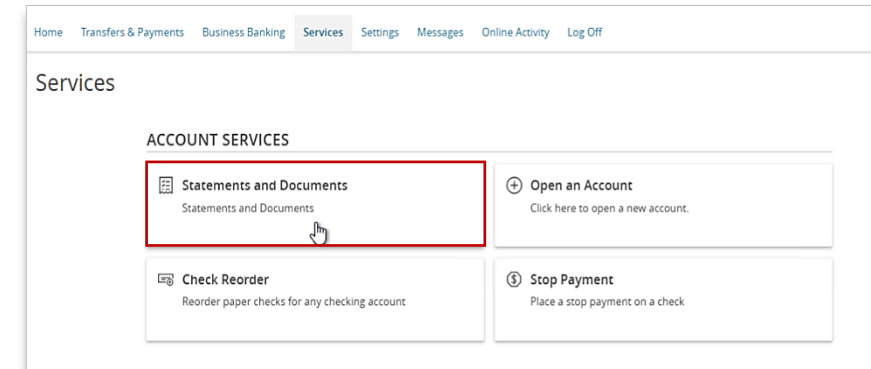 Home Transfers & Payments Business Banking Services Settings Messages Online Activity Log Off
Services
ACCOUNT SERVICES
Statements and Documents
Statements and Documents
Open an Account
Click here to open a new account.
Check Reorder
Reorder paper checks for any checking account
Stop Payment
Place a stop payment on a check